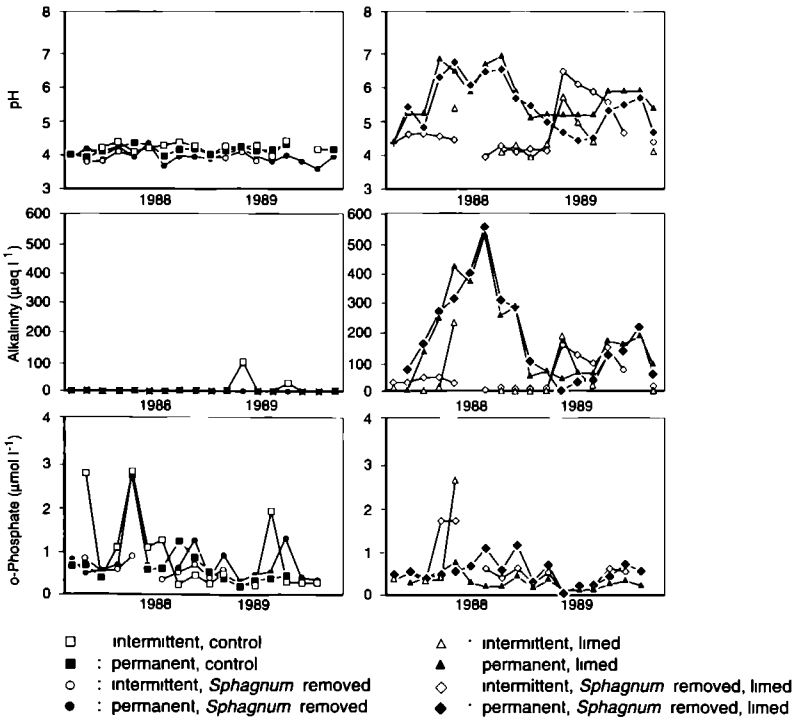 8 8
7 7
pH 6 6
5 5
4 4
3 3
1988 1989 1988 1989
Alkalinity (µeq l⁻¹) 600 600
500 500
400 400
300 300
200 200
100 100
0 0
1986 1989 1988 1989
o-Phosphate (µmol l⁻¹) 4 4
3 3
2 2
1 1
0 0
1988 1989 1988 1989
□ intermittent, control △ · intermittent, limed
■ : permanent, control ▲ permanent, limed
○ : intermittent, Sphagnum removed ◇ intermittent, Sphagnum removed, limed
● : permanent, Sphagnum removed ◆ · permanent, Sphagnum removed, limed